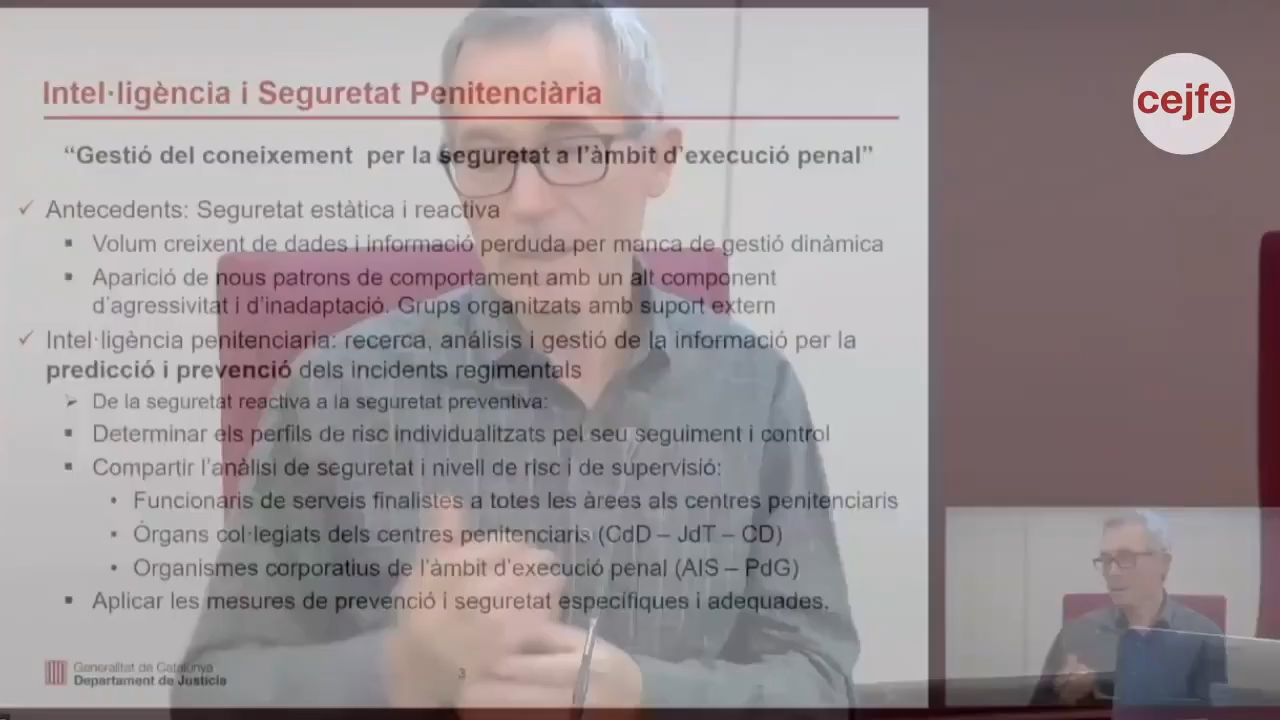 cejfe
Intel·ligència i Seguretat Penitenciària
“Gestió del coneixement per la seguretat a l’àmbit d’execució penal”
Antecedents: Seguretat estàtica i reactiva
Volum creixent de dades i informació perduda per manca de gestió dinàmica
Aparició de nous patrons de comportament amb un alt component
d’agressivitat i d’inadaptació. Grups organitzats amb suport extern
Intel·ligència penitenciaria: recerca, análisis i gestió de la informació per la
predicció i prevenció dels incidents regimentals
De la seguretat reactiva a la seguretat preventiva:
Determinar els perfils de risc individualitzats pel seu seguiment i control
Compartir l’anàlisi de seguretat i nivell de risc i de supervisió:
Funcionaris de serveis finalistes a totes les àrees als centres penitenciaris
Òrgans col·legiats dels centres penitenciaris (CdD – JdT – CD)
Organismes corporatius de l’àmbit d’execució penal (AIS – PdG)
Aplicar les mesures de prevenció i seguretat específiques i adequades.
Generalitat de Catalunya
Departament de Justícia
3